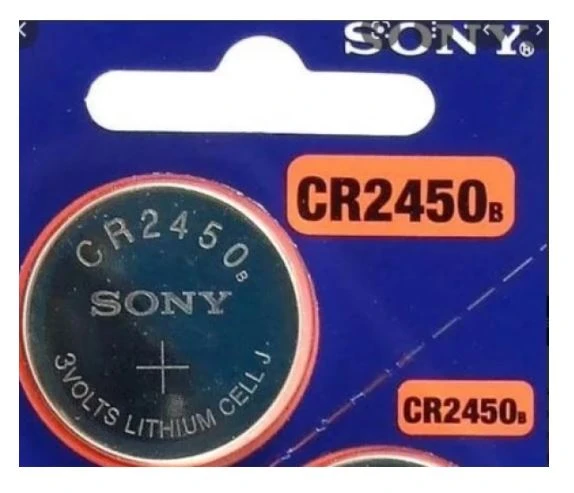 SONY®
CR2450B
CR2450B
SONY
+
3VOLTS LITHIUM CELL J
CR2450B